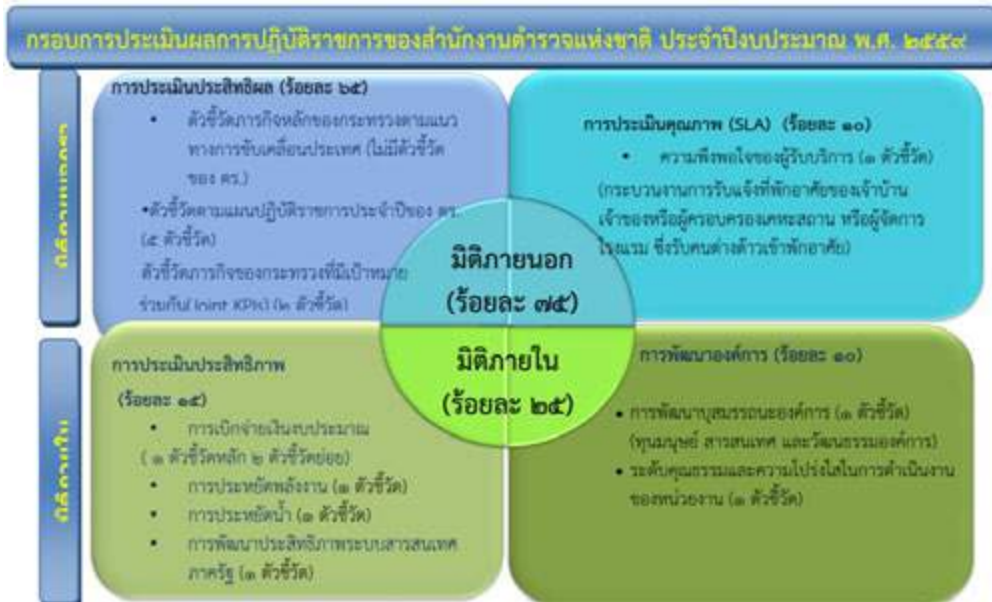 กรอบการประเมินผลการปฏิบัติราชการของสำนักงานตำรวจแห่งชาติ ประจำปีงบประมาณ พ.ศ. ๒๕๕๙
มิติภายนอก
การประเมินประสิทธิผล (ร้อยละ ๖๕)
• ตัวชี้วัดภารกิจหลักของกระทรวงตามแนว
ทางการขับเคลื่อนประเทศ (ไม่มีตัวชี้วัด
ของ ตร.)
•ตัวชี้วัดตามแผนปฏิบัติราชการประจำปีของ ตร.
(๕ ตัวชี้วัด)
ตัวชี้วัดภารกิจของกระทรวงที่มีเป้าหมาย
ร่วมกัน(Joint KPIs) (๒ ตัวชี้วัด)
การประเมินคุณภาพ (SLA) (ร้อยละ ๑๐)
• ความพึงพอใจของผู้รับบริการ (๑ ตัวชี้วัด)
(กระบวนงานการรับแจ้งที่พักอาศัยของเจ้าบ้าน
เจ้าของหรือผู้ครอบครองเคหะสถาน หรือผู้จัดการ
โรงแรม ซึ่งรับคนต่างด้าวเข้าพักอาศัย)
มิติภายนอก
(ร้อยละ ๗๕)
มิติภายใน
(ร้อยละ ๒๕)
มิติภายใน
การประเมินประสิทธิภาพ
(ร้อยละ ๑๕)
• การเบิกจ่ายเงินงบประมาณ
( ๑ ตัวชี้วัดหลัก ๒ ตัวชี้วัดย่อย)
• การประหยัดพลังงาน (๑ ตัวชี้วัด)
• การประหยัดน้ำ (๑ ตัวชี้วัด)
• การพัฒนาประสิทธิภาพระบบสารสนเทศ
ภาครัฐ (๑ ตัวชี้วัด)
การพัฒนาองค์การ (ร้อยละ ๑๐)
• การพัฒนาบุสมรรถนะองค์การ (๑ ตัวชี้วัด)
(ทุนมนุษย์ สารสนเทศ และวัฒนธรรมองค์การ)
• ระดับคุณธรรมและความโปร่งใสในการดำเนินงาน
ของหน่วยงาน (๑ ตัวชี้วัด)